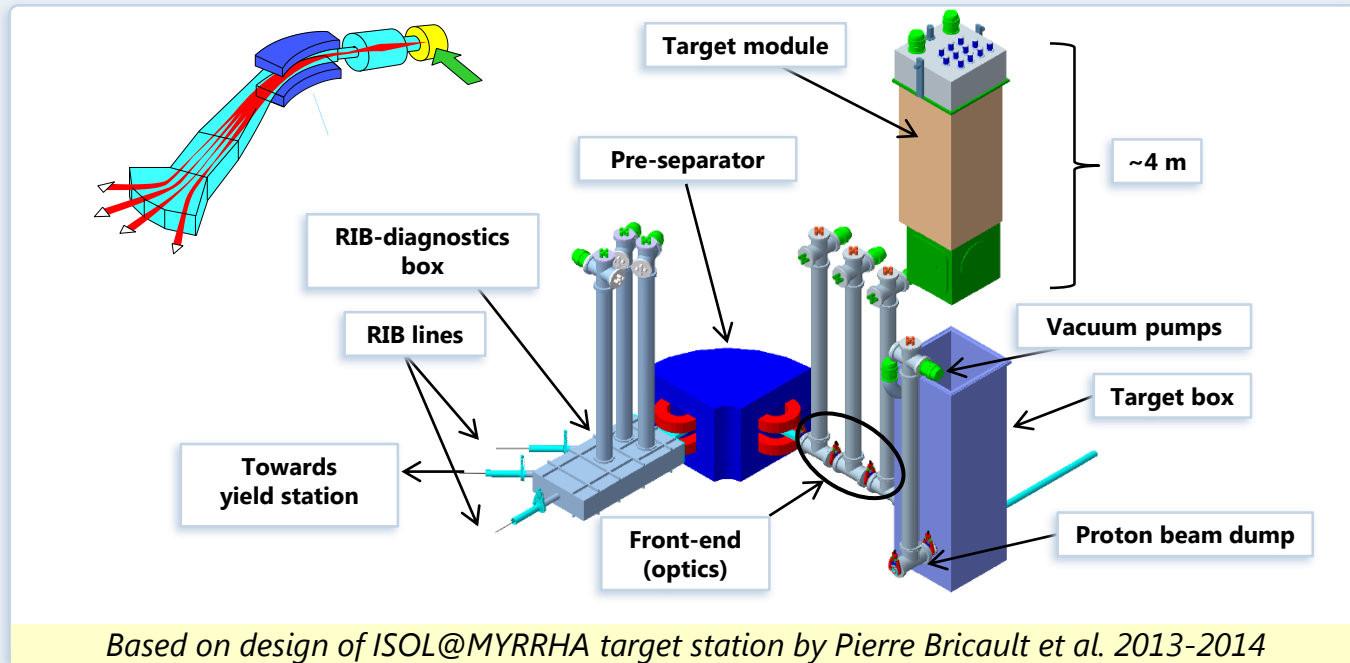 Target module
Pre-separator
~4 m
RIB-diagnostics
box
RIB lines
Vacuum pumps
Target box
Towards
yield station
Front-end
(optics)
Proton beam dump
Based on design of ISOL@MYRRHA target station by Pierre Bricault et al. 2013-2014